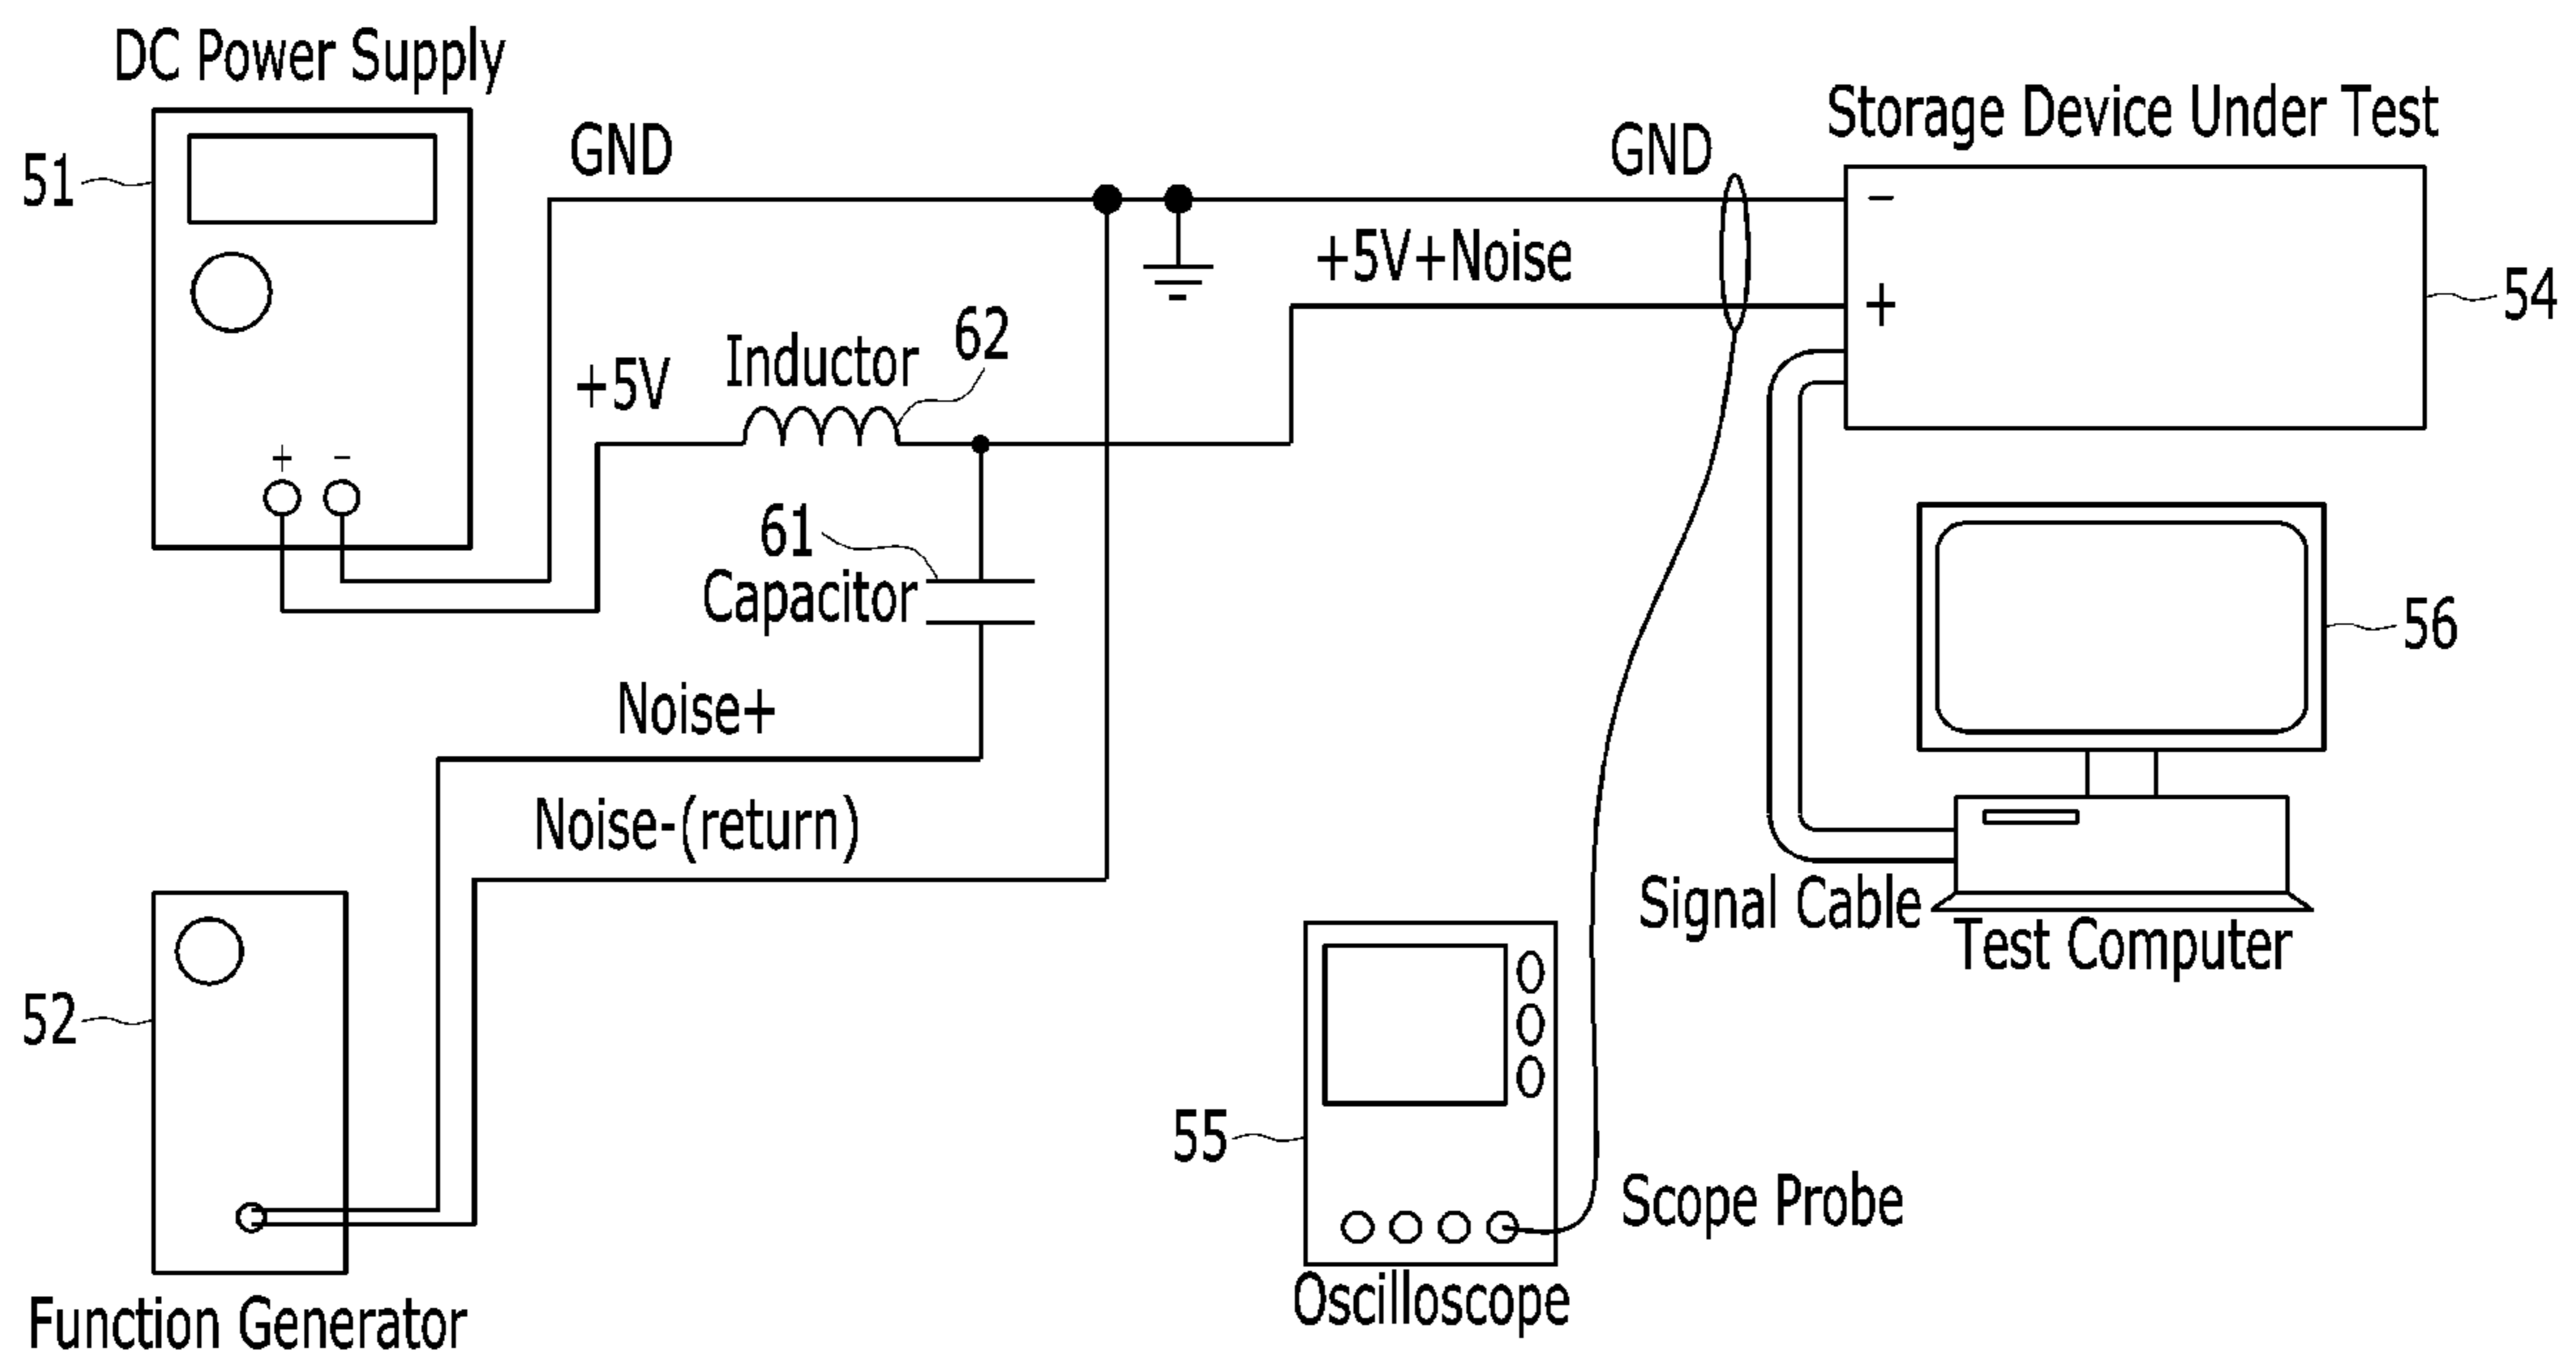 DC Power Supply
51
GND
GND
Storage Device Under Test
−
+5V+Noise
+
54
Inductor
62
+5V
+ −
61
Capacitor
56
Noise+
Noise-(return)
Signal Cable
Test Computer
52
55
Scope Probe
Oscilloscope
Function Generator